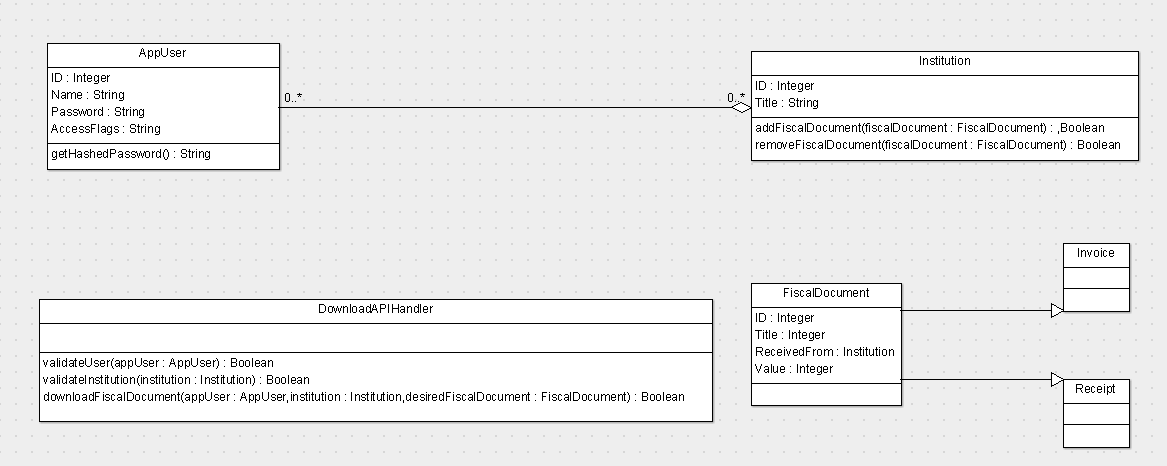 AppUser
ID : Integer
Name : String
Password : String
AccessFlags : String
getHashedPassword() : String
0..*
0..*
Institution
ID : Integer
Title : String
addFiscalDocument(fiscalDocument : FiscalDocument) : ,Boolean
removeFiscalDocument(fiscalDocument : FiscalDocument) : Boolean
DownloadAPIHandler
validateUser(appUser : AppUser) : Boolean
validateInstitution(institution : Institution) : Boolean
downloadFiscalDocument(appUser : AppUser,institution : Institution,desiredFiscalDocument : FiscalDocument) : Boolean
FiscalDocument
ID : Integer
Title : Integer
ReceivedFrom : Institution
Value : Integer
Invoice
Receipt